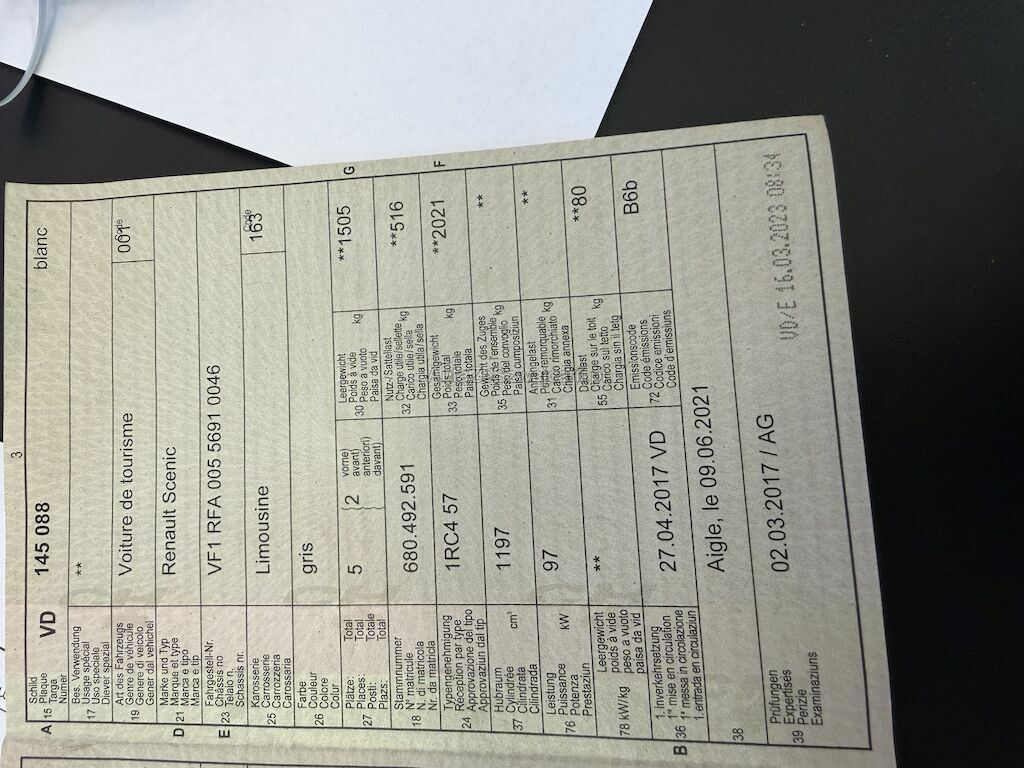 3
A 15 Schild
Plaque
Targa
Numer
VD 145 088 blanc
17 Bes. Verwendung
Usage spécial
Uso speciale
Diever spezial
**
19 Art des Fahrzeugs
Genre de véhicule
Genere di veicolo
Gener dal vehichel
Voiture de tourisme
Code
001
D 21 Marke und Typ
Marque et type
Marca e tipo
Marca e tip
Renault Scenic
E 23 Fahrgestell-Nr.
Châssis no
Telaio n.
Schassis nr.
VF1 RFA 005 5691 0046
25 Karosserie
Carrosserie
Carrozzeria
Carossaria
Limousine
Code
163
26 Farbe
Couleur
Colore
Colur
gris
27 Plätze: Total
Places: Total
Posti: Totale
Plazs: Total
5
{2 vorne)
avant)
anteriori)
davant)
30 Leergewicht
Poids à vide
Peso a vuoto
Paisa da vid
kg
**1505
G
18 Stammnummer
N° matricule
N. di matricola
Nr. da matricla
680.492.591
32 Nutz-/Sattellast
Charge utile/sellette kg
Carico utile/sella
Chargia utila/sella
**516
24 Typengenehmigung
Réception par type
Approvazione del tipo
Approvaziun dal tip
1RC4 57
33 Gesamtgewicht
Poids total
Peso totale
Paisa totala
kg
**2021
F
37 Hubraum
Cylindrée cm³
Cilindrata
Cilindrada
1197
35 Gewicht des Zuges
Poids de l'ensemble kg
Peso del convoglio
Paisa cumposiziun
**
76 Leistung
Puissance kW
Potenza
Prestaziun
97
31 Anhängelast
Poids remorquable kg
Carico rimorchiato
Chargia annexa
**
78 kW/kg Leergewicht
poids à vide
peso a vuoto
paisa da vid
**
55 Dachlast
Charge sur le toit kg
Carico sul tetto
Chargia sin il tetg
**80
B 36 1. Inverkehrsetzung
1re mise en circulation
1a messa in circolazione
1. entrada en circulaziun
27.04.2017 VD
72 Emissionscode
Code émissions
Codice emissioni
Code d'emissiuns
B6b
38
Aigle, le 09.06.2021
39 Prüfungen
Expertises
Perizie
Examinaziuns
02.03.2017 / AG
VD/E 16.03.2023 08:34